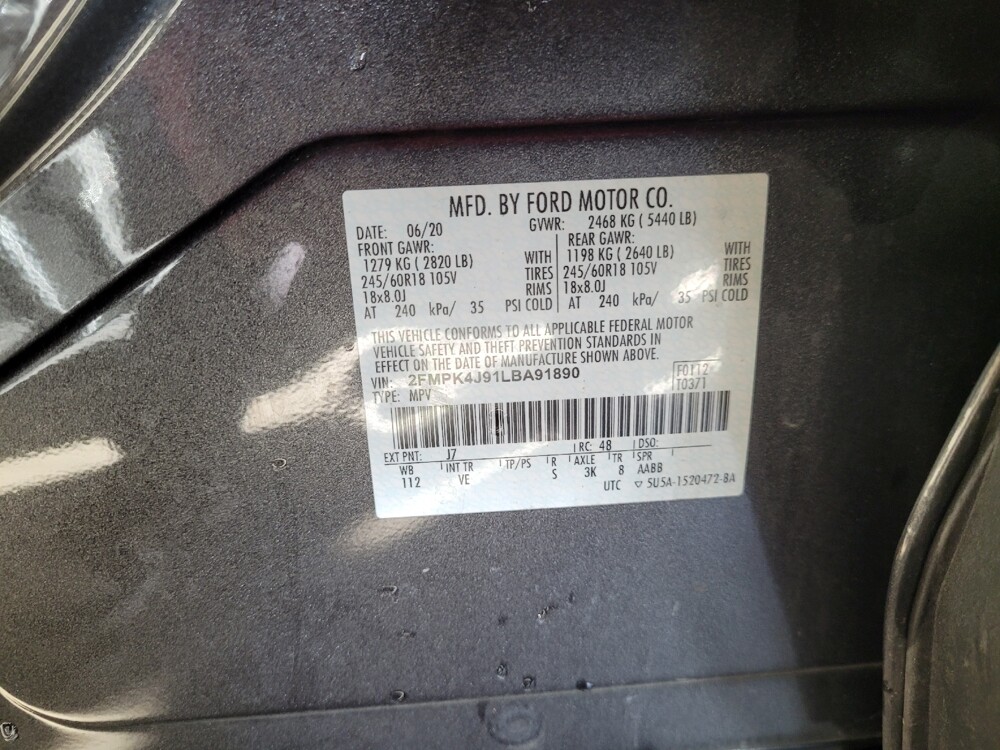 MFD. BY FORD MOTOR CO.
DATE: 06/20 GVWR: 2468 KG ( 5440 LB)
FRONT GAWR: REAR GAWR:
1279 KG ( 2820 LB) WITH 1198 KG ( 2640 LB) WITH
245/60R18 105V TIRES 245/60R18 105V TIRES
18x8.0J RIMS 18x8.0J RIMS
AT 240 kPa/ 35 PSI COLD AT 240 kPa/ 35 PSI COLD
THIS VEHICLE CONFORMS TO ALL APPLICABLE FEDERAL MOTOR
VEHICLE SAFETY AND THEFT PREVENTION STANDARDS IN
EFFECT ON THE DATE OF MANUFACTURE SHOWN ABOVE.
VIN: 2FMPK4J91LBA91890 F0112
TYPE: MPV T0371
EXT PNT: J7 RC: 48 DSO:
WB INT TR TP/PS R AXLE TR SPR
112 VE S 3K 8 AABB
UTC ▽ 5U5A-1520472-BA